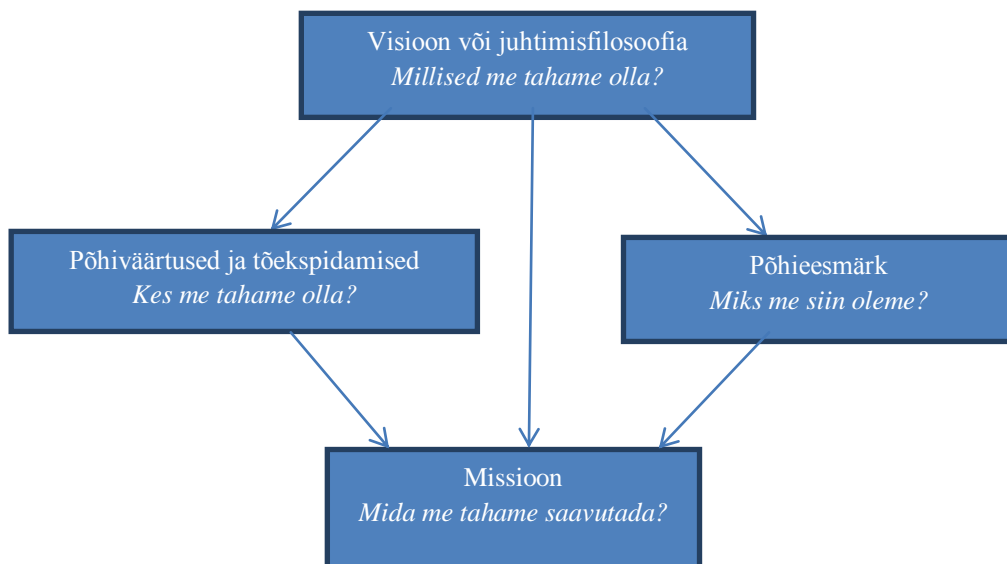 Visioon või juhtimisfilosoofia
Millised me tahame olla?
Põhiväärtused ja tõekspidamised
Kes me tahame olla?
Põhieesmärk
Miks me siin oleme?
Missioon
Mida me tahame saavutada?